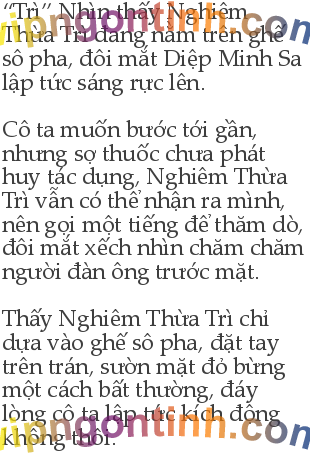 “Trì” Nhìn thấy Nghiêm
Thừa Trì đang nằm trên ghế
sô pha, đôi mắt Diệp Minh Sa
lập tức sáng rực lên.
Cô ta muốn bước tới gần,
nhưng sợ thuốc chưa phát
huy tác dụng, Nghiêm Thừa
Trì vẫn có thể nhận ra mình,
nên gọi một tiếng để thăm dò,
đôi mắt xếch nhìn chăm chăm
người đàn ông trước mặt.
Thấy Nghiêm Thừa Trì chỉ
dựa vào ghế sô pha, đặt tay
trên trán, sườn mặt đỏ bừng
một cách bất thường, đáy
lòng cô ta lập tức kích động
không thôi.
vipngontinh.com
vipngontinh.com